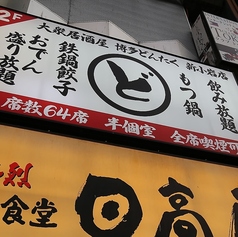 2F
大衆居酒屋 博多どんたく 新小岩店
飲み放題
もつ鍋
ど
鉄鍋餃子
おでん
盛り放題
席数64席 半個室 全席喫煙可
烈
食堂
日高